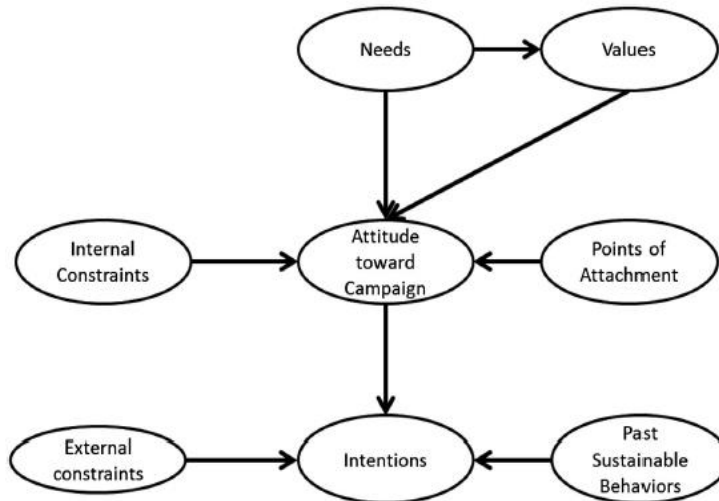 Needs
Values
Internal
Constraints
Attitude
toward
Campaign
Points of
Attachment
External
constraints
Intentions
Past
Sustainable
Behaviors